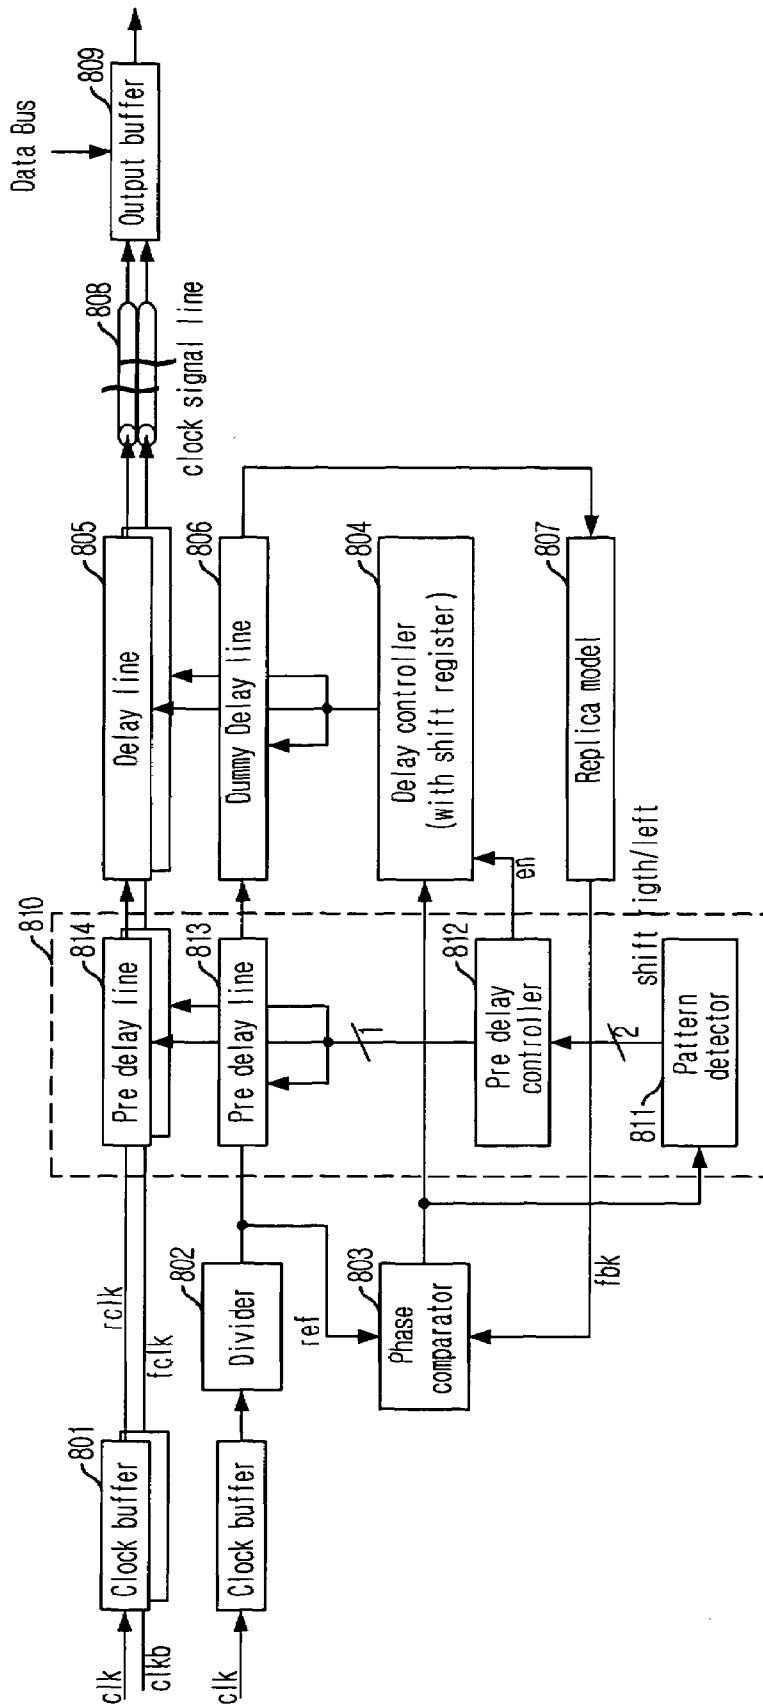 clk
clkb
Clock buffer
801
rclk
fclk
810
Pre delay line
814
Delay line
805
808
clock signal line
Data Bus
Output buffer
809
clk
Clock buffer
Divider
802
ref
Pre delay line
813
Dummy Delay line
806
1
Phase
comparator
803
Pre delay
controller
812
en
Delay controller
(with shift register)
804
2
fbk
Pattern
detector
811
shift rigth/left
Replica model
807